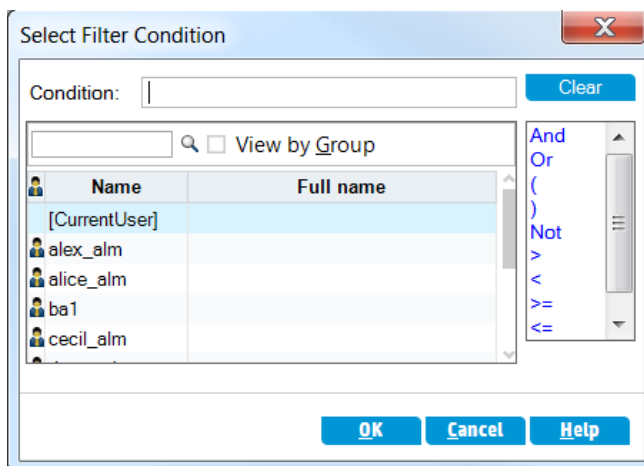 Select Filter Condition
X
Condition:
Clear
View by Group
Name Full name
[CurrentUser]
alex_alm
alice_alm
ba1
cecil_alm
And
Or
(
)
Not
>
<
>=
<=
OK Cancel Help